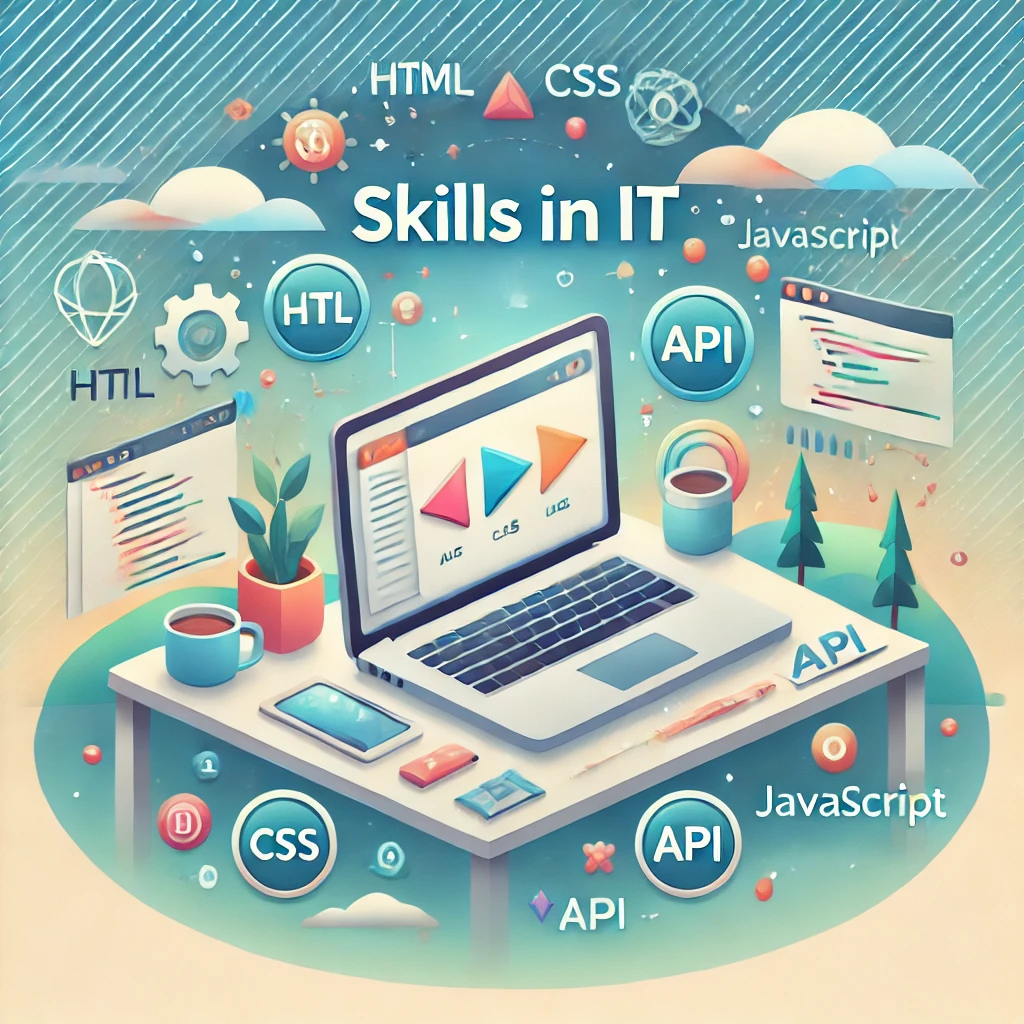 HTML
CSS
Skills in IT
Javascript
HTL
API
HTIL
CSS
API
API
JavaScript
API